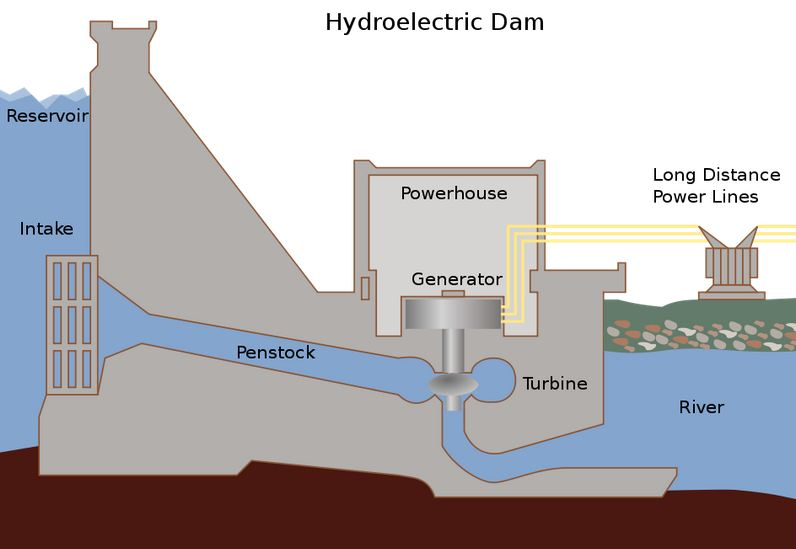 Hydroelectric Dam
Reservoir
Intake
Powerhouse
Long Distance
Power Lines
Generator
Penstock
Turbine
River